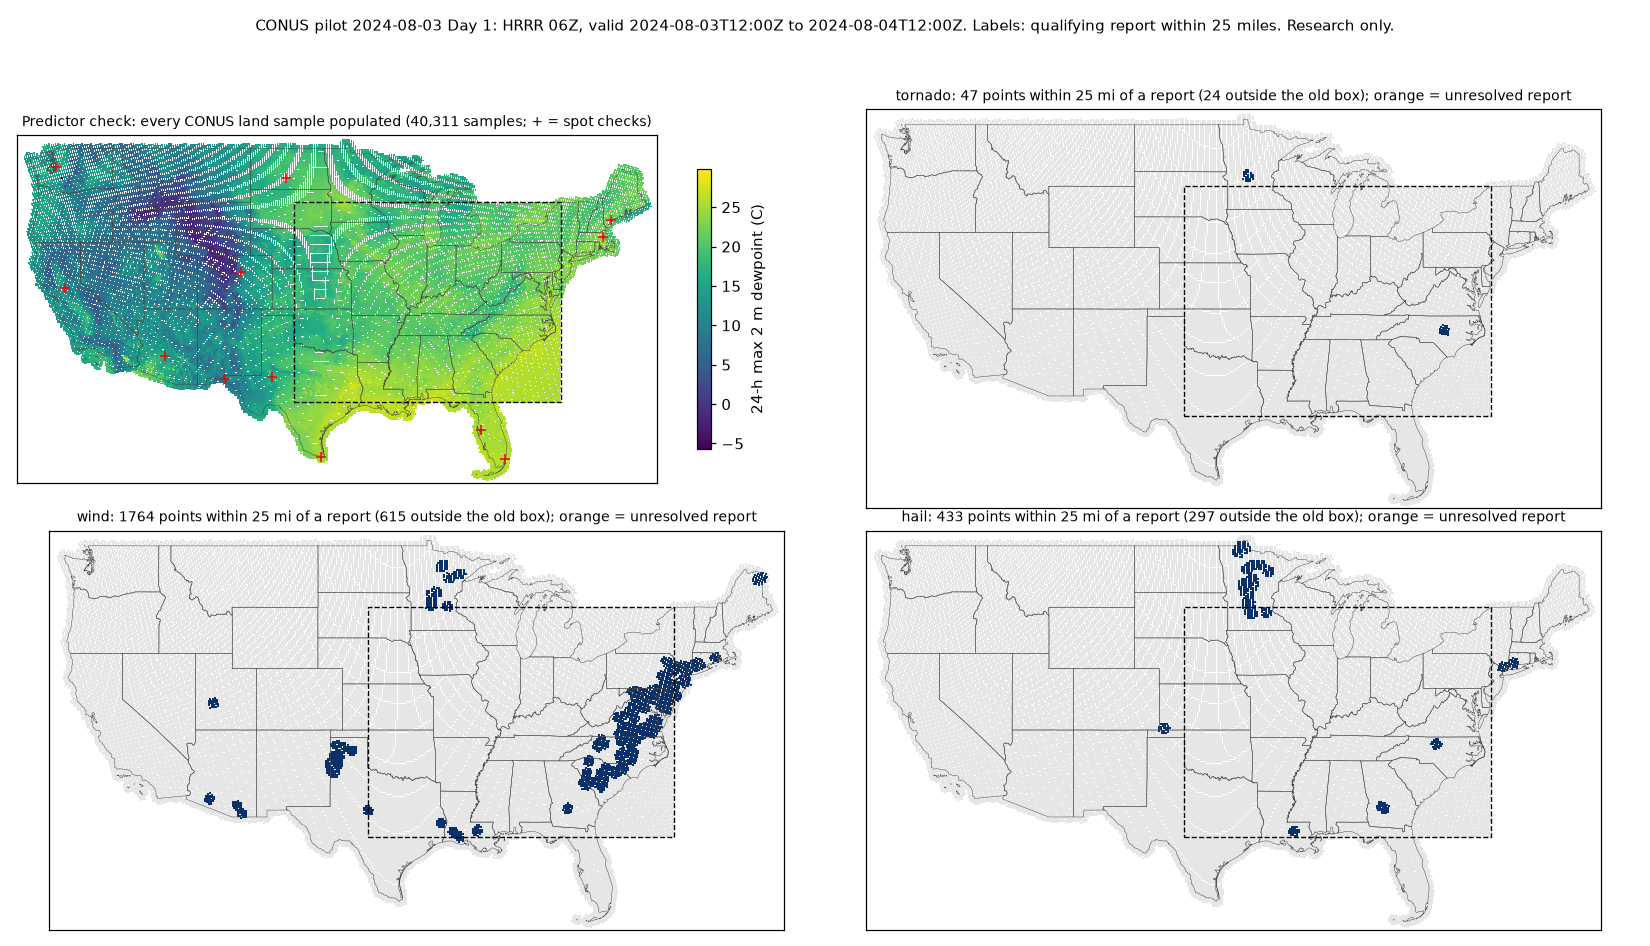 CONUS pilot 2024-08-03 Day 1: HRRR 06Z, valid 2024-08-03T12:00Z to 2024-08-04T12:00Z. Labels: qualifying report within 25 miles. Research only.
Predictor check: every CONUS land sample populated (40,311 samples; + = spot checks)
25
20
15
10
5
0
−5
24-h max 2 m dewpoint (C)
tornado: 47 points within 25 mi of a report (24 outside the old box); orange = unresolved report
wind: 1764 points within 25 mi of a report (615 outside the old box); orange = unresolved report
hail: 433 points within 25 mi of a report (297 outside the old box); orange = unresolved report